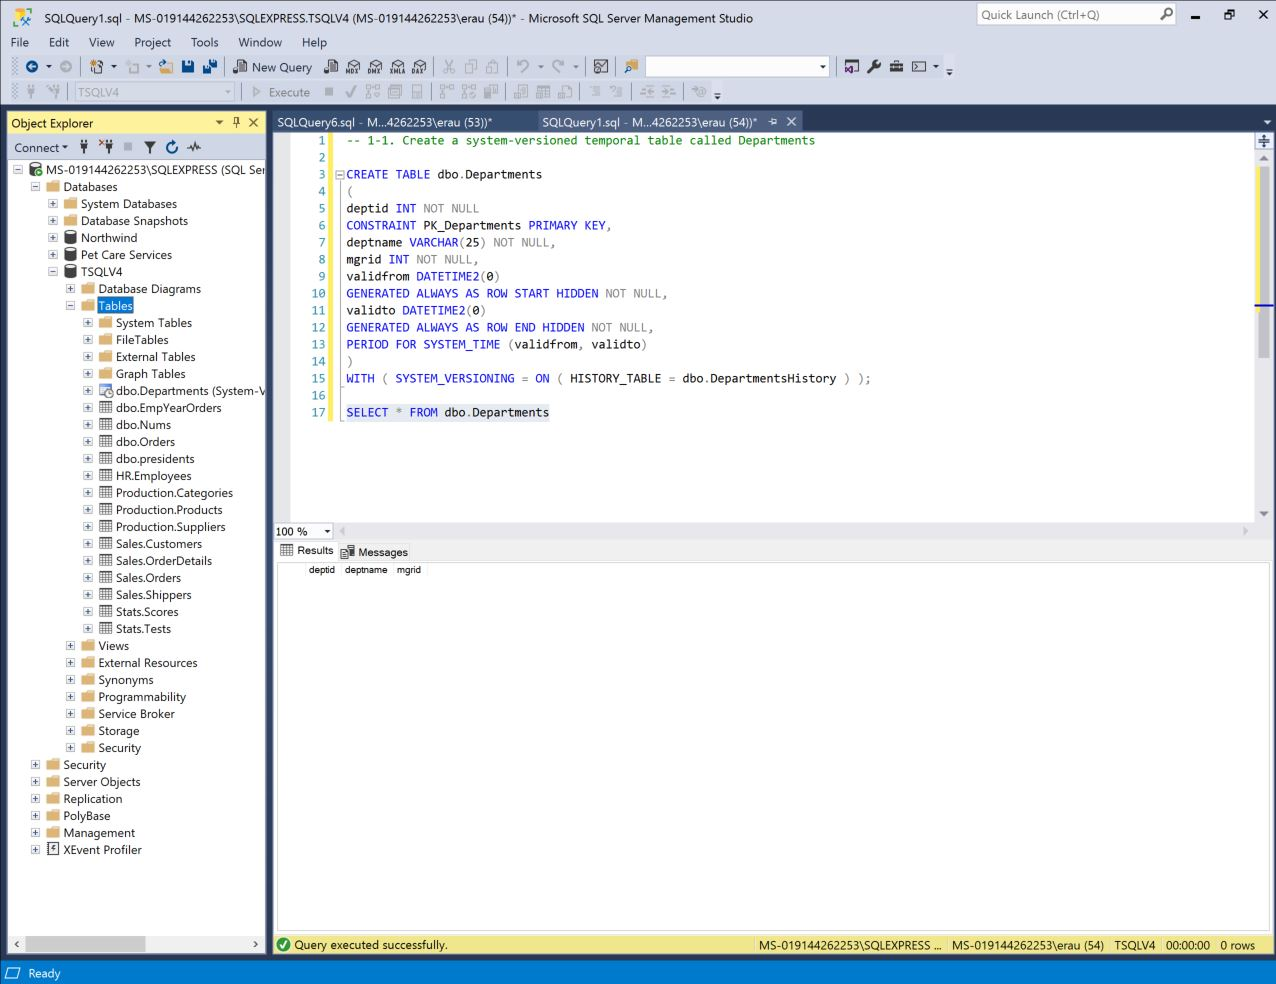 SQLQuery1.sql - MS-019144262253\SQLEXPRESS.TSQLV4 (MS-019144262253\erau (54))* - Microsoft SQL Server Management Studio
Quick Launch (Ctrl+Q)
File Edit View Project Tools Window Help
New Query MDX DMX XMLA DAX
TSQLV4 Execute
Object Explorer
Connect
MS-019144262253\SQLEXPRESS (SQL Ser
Databases
System Databases
Database Snapshots
Northwind
Pet Care Services
TSQLV4
Database Diagrams
Tables
System Tables
FileTables
External Tables
Graph Tables
dbo.Departments (System-V
dbo.EmpYearOrders
dbo.Nums
dbo.Orders
dbo.presidents
HR.Employees
Production.Categories
Production.Products
Production.Suppliers
Sales.Customers
Sales.OrderDetails
Sales.Orders
Sales.Shippers
Stats.Scores
Stats.Tests
Views
External Resources
Synonyms
Programmability
Service Broker
Storage
Security
Security
Server Objects
Replication
PolyBase
Management
XEvent Profiler
SQLQuery6.sql - M...4262253\erau (53))* SQLQuery1.sql - M...4262253\erau (54))*
1 -- 1-1. Create a system-versioned temporal table called Departments
2
3 CREATE TABLE dbo.Departments
4 (
5 deptid INT NOT NULL
6 CONSTRAINT PK_Departments PRIMARY KEY,
7 deptname VARCHAR(25) NOT NULL,
8 mgrid INT NOT NULL,
9 validfrom DATETIME2(0)
10 GENERATED ALWAYS AS ROW START HIDDEN NOT NULL,
11 validto DATETIME2(0)
12 GENERATED ALWAYS AS ROW END HIDDEN NOT NULL,
13 PERIOD FOR SYSTEM_TIME (validfrom, validto)
14 )
15 WITH ( SYSTEM_VERSIONING = ON ( HISTORY_TABLE = dbo.DepartmentsHistory ) );
16
17 SELECT * FROM dbo.Departments
100 %
Results Messages
deptid deptname mgrid
Query executed successfully. MS-019144262253\SQLEXPRESS ... MS-019144262253\erau (54) TSQLV4 00:00:00 0 rows
Ready